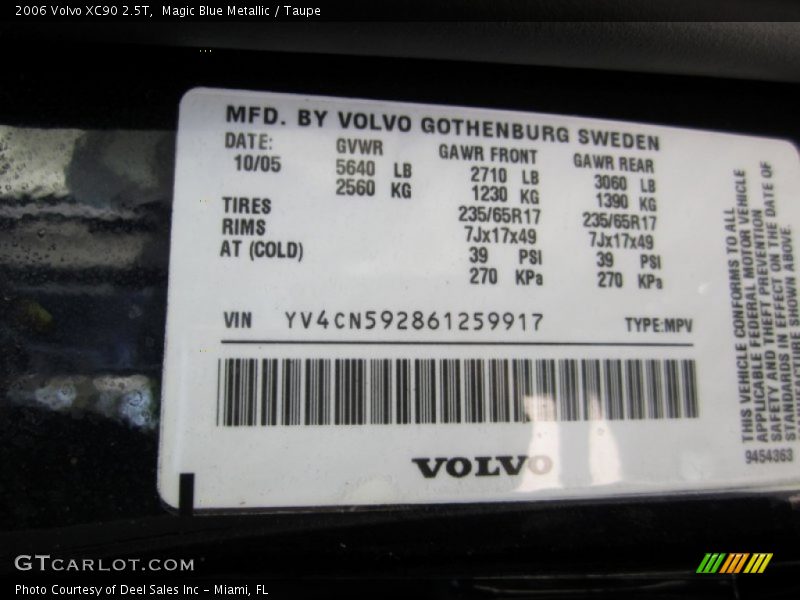 2006 Volvo XC90 2.5T, Magic Blue Metallic / Taupe
MFD. BY VOLVO GOTHENBURG SWEDEN
DATE: GVWR GAWR FRONT GAWR REAR
10/05 5640 LB 2710 LB 3060 LB
2560 KG 1230 KG 1390 KG
TIRES 235/65R17 235/65R17
RIMS 7Jx17x49 7Jx17x49
AT (COLD) 39 PSI 39 PSI
270 KPa 270 KPa
VIN YV4CN592861259917 TYPE:MPV
VOLVO
THIS VEHICLE CONFORMS TO ALL
APPLICABLE FEDERAL MOTOR VEHICLE
SAFETY AND THEFT PREVENTION
STANDARDS IN EFFECT ON THE DATE OF
MANUFACTURE SHOWN ABOVE.
9454363
GTCARLOT.COM
Photo Courtesy of Deel Sales Inc - Miami, FL